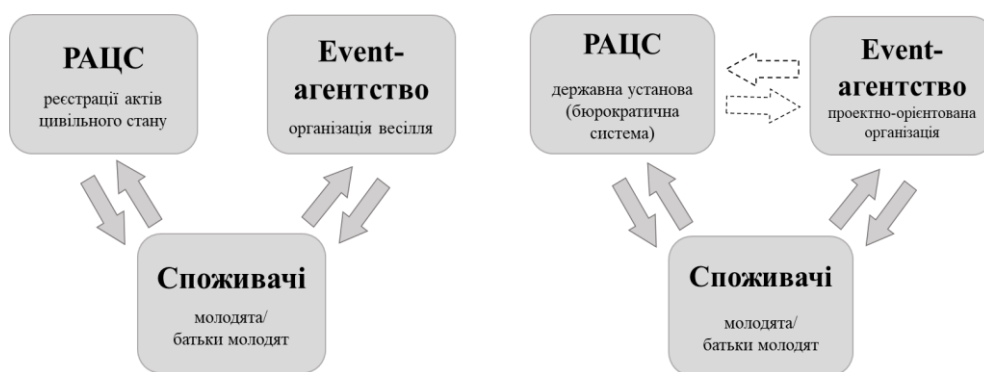 РАЦС
реєстрації актів
цивільного стану
Event-
агентство
організація весілля
Споживачі
молодята/
батьки молодят
РАЦС
державна установа
(бюрократична
система)
Event-
агентство
проектно-орієнтована
організація
Споживачі
молодята/
батьки молодят